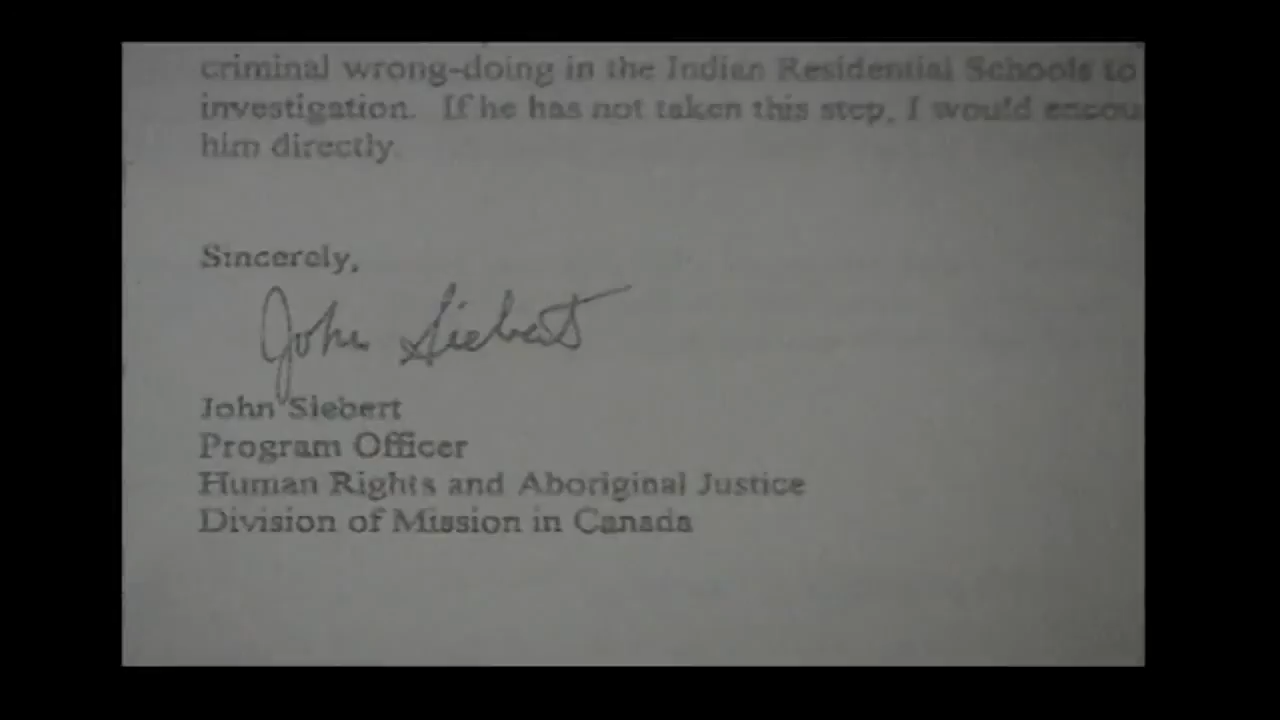 criminal wrong-doing in the Indian Residential Schools to
investigation. If he has not taken this step, I would encou
him directly.
Sincerely,
John Siebert
John Siebert
Program Officer
Human Rights and Aboriginal Justice
Division of Mission in Canada